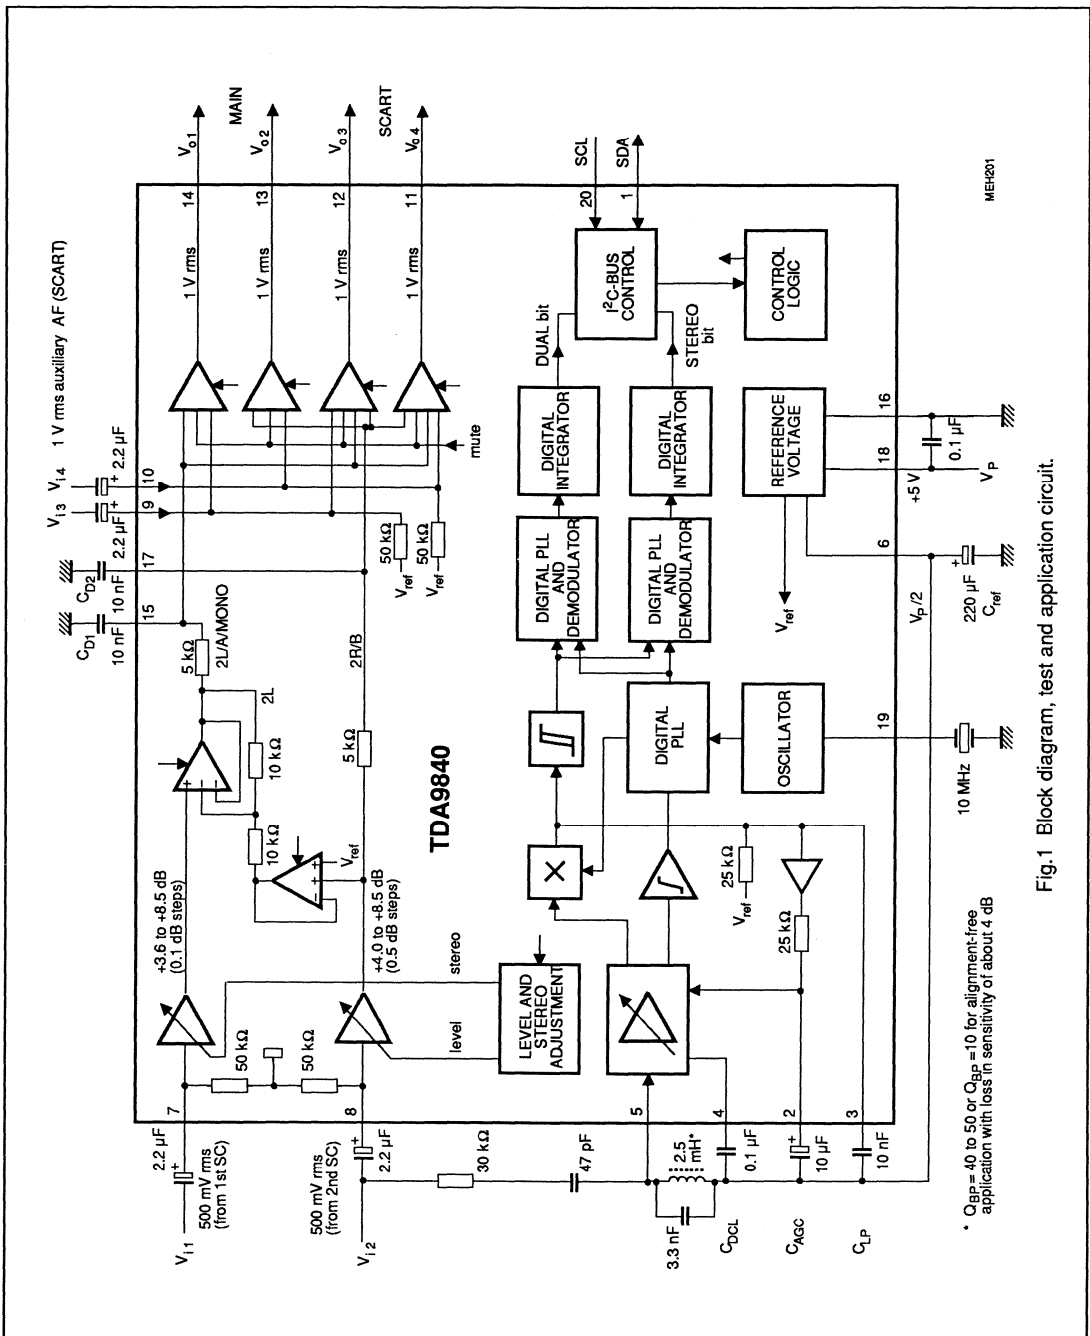 1 V rms auxiliary AF (SCART)
V i 4
2.2 µF
+
10
V i 3
2.2 µF
+
9
C D2
10 nF
17
C D1
10 nF
15
MAIN
SCART
V o 1
V o 2
V o 3
V o 4
14
13
12
11
1 V rms
1 V rms
1 V rms
1 V rms
mute
50 kΩ
V ref
50 kΩ
V ref
5 kΩ
2L/A/MONO
2L
10 kΩ
10 kΩ
V ref
5 kΩ
2R/B
+3.6 to +8.5 dB
(0.1 dB steps)
+4.0 to +8.5 dB
(0.5 dB steps)
stereo
level
50 kΩ
50 kΩ
7
8
2.2 µF
+
500 mV rms
(from 1st SC)
V i 1
2.2 µF
+
500 mV rms
(from 2nd SC)
V i 2
30 kΩ
47 pF
TDA9840
LEVEL AND
STEREO
ADJUSTMENT
DIGITAL
PLL
OSCILLATOR
DIGITAL PLL
AND
DEMODULATOR
DIGITAL PLL
AND
DEMODULATOR
DIGITAL
INTEGRATOR
DIGITAL
INTEGRATOR
DUAL bit
STEREO
bit
I²C-BUS
CONTROL
CONTROL
LOGIC
SCL
20
SDA
1
REFERENCE
VOLTAGE
V ref
25 kΩ
V ref
25 kΩ
5
4
2
3
2.5
mH*
3.3 nF
0.1 µF
C DCL
+
10 µF
C AGC
10 nF
C LP
19
10 MHz
6
V P /2
220 µF
+
C ref
18
+5 V
V P
16
0.1 µF
MEH201
* Q BP = 40 to 50 or Q BP = 10 for alignment-free
application with loss in sensitivity of about 4 dB
Fig.1 Block diagram, test and application circuit.